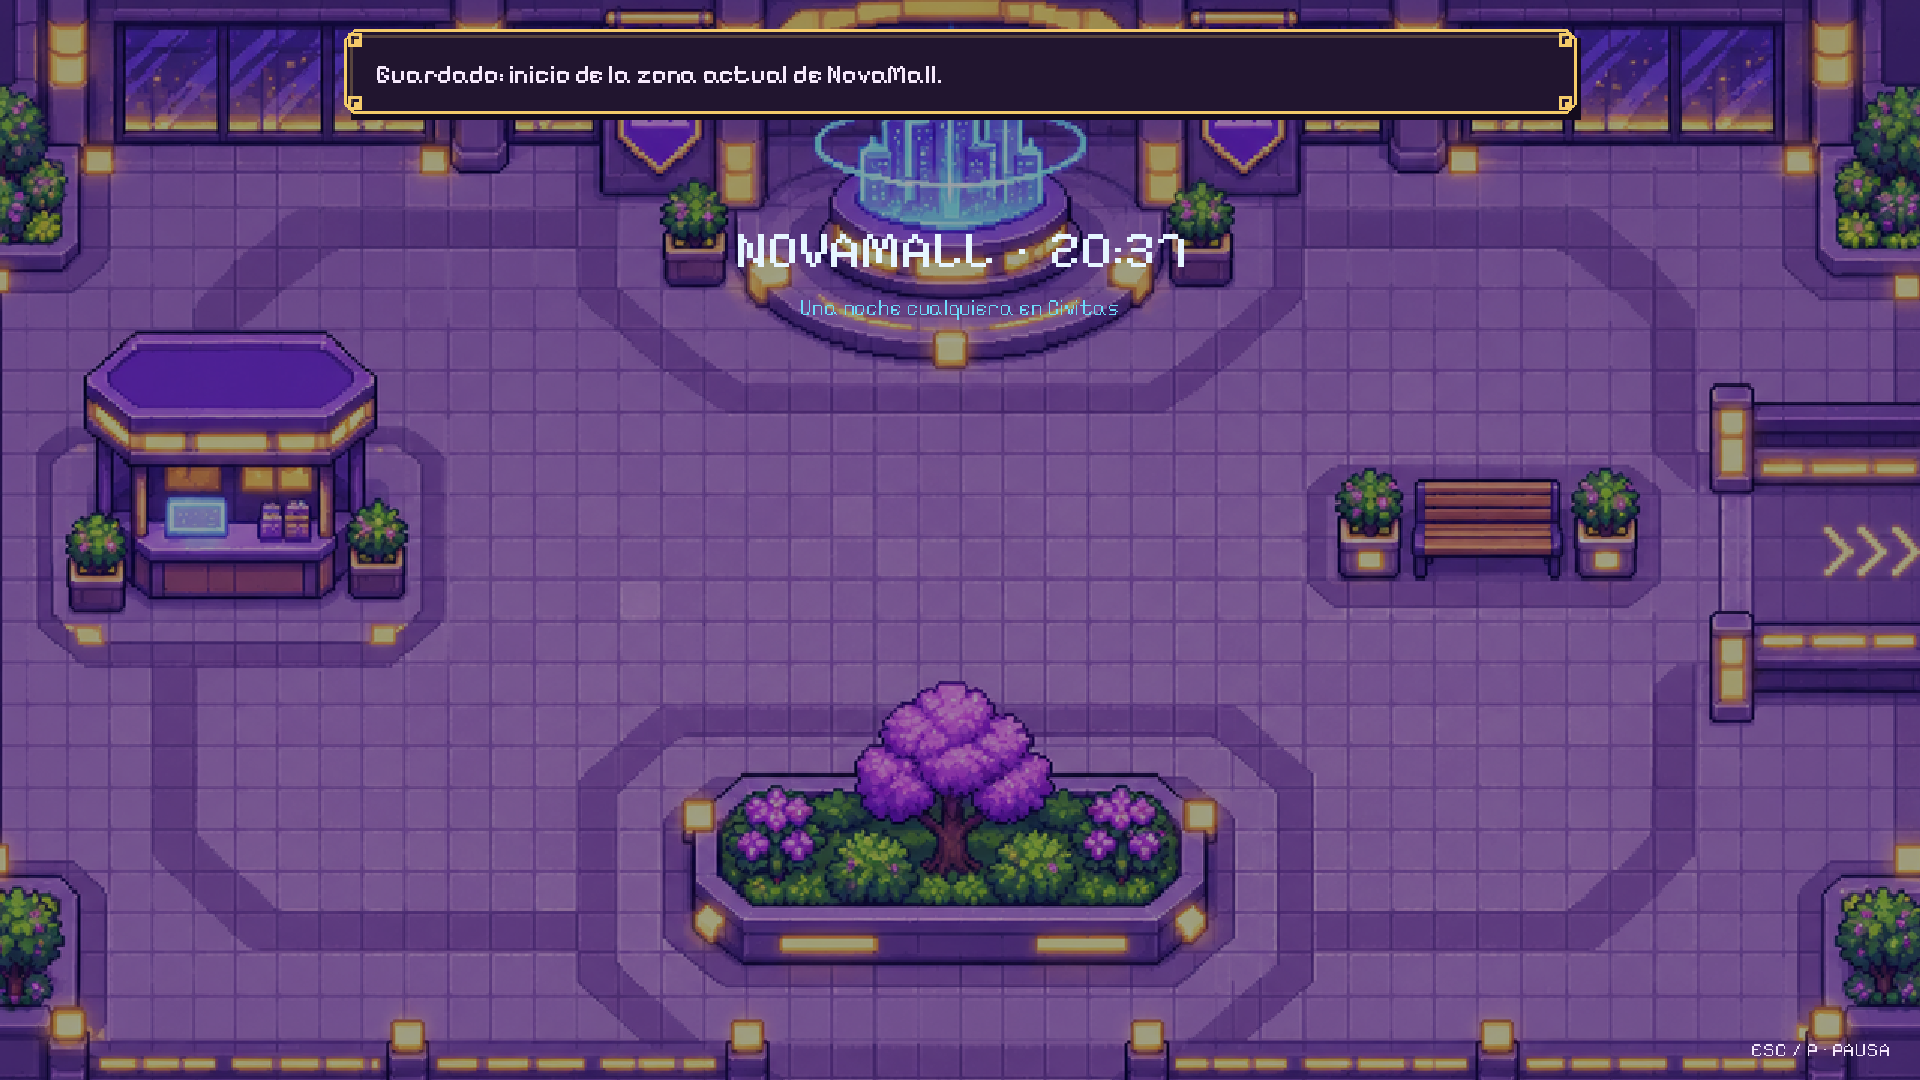 Guardado: inicio de la zona actual de NovaMall.
NOVAMALL · 20:37
Una noche cualquiera en Civitas
ESC / P · PAUSA